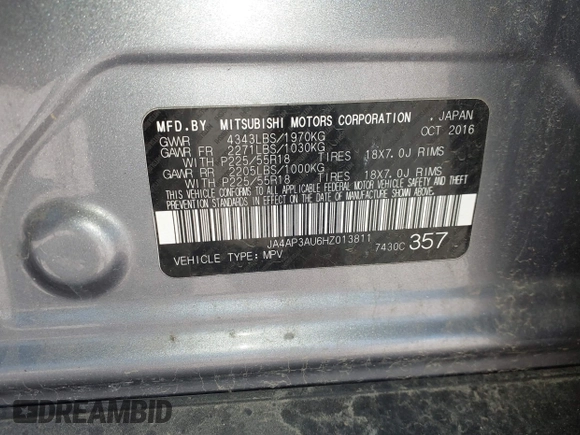 MFD.BY MITSUBISHI MOTORS CORPORATION . JAPAN
GVWR 4343LBS/1970KG OCT 2016
GAWR FR 2271LBS/1030KG
WITH P225/55R18 TIRES 18X7.0J RIMS
GAWR RR 2205LBS/1000KG
WITH P225/55R18 TIRES 18X7.0J RIMS
THIS VEHICLE CONFORMS TO ALL APPLICABLE FEDERAL MOTOR VEHICLE SAFETY AND THEFT
PREVENTION STANDARDS IN EFFECT ON THE DATE OF MANUFACTURE SHOWN ABOVE.
JA4AP3AU6HZ013811
VEHICLE TYPE: MPV 7430C 357
DREAMBID